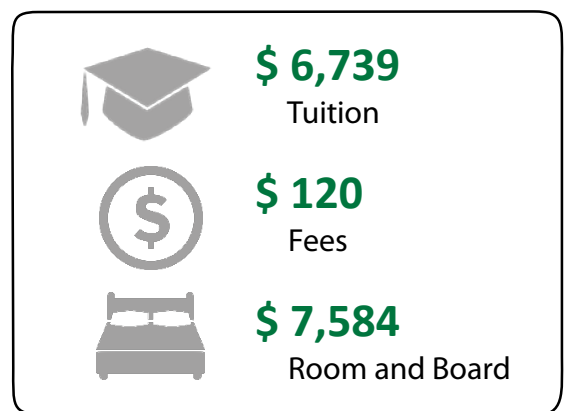 $ 6,739
Tuition
$
$ 120
Fees
$ 7,584
Room and Board